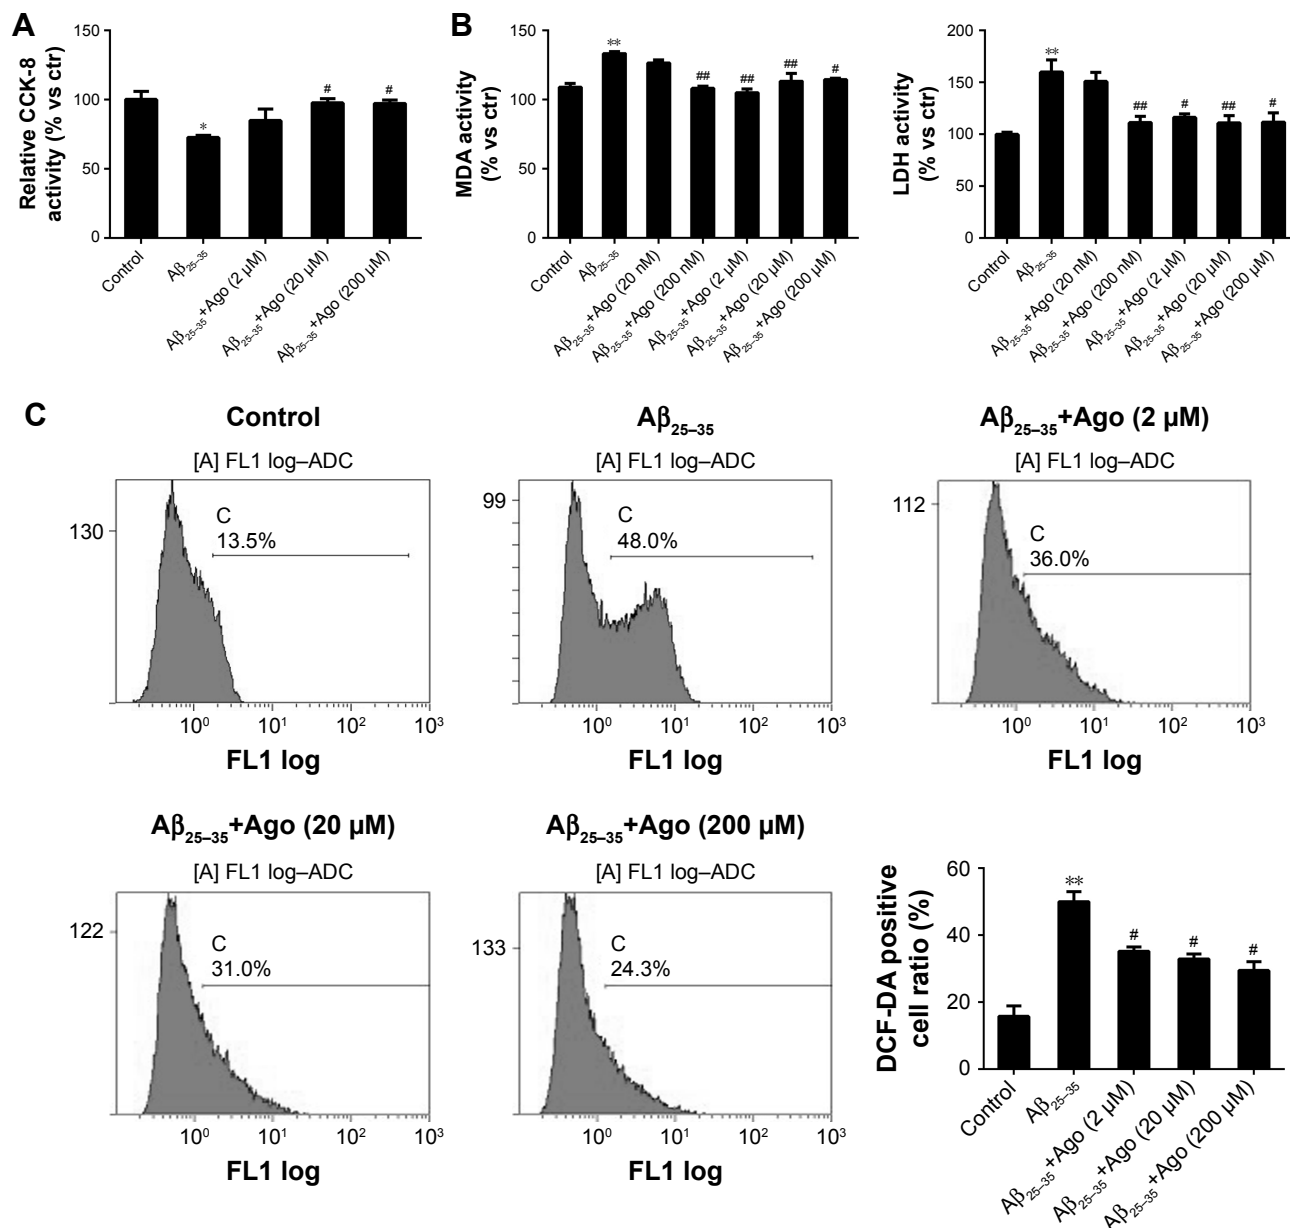 A
Relative CCK-8
activity (% vs ctr)
150
100
50
0
*
#
#
Control
Aβ25–35
Aβ25–35+Ago (2 µM)
Aβ25–35+Ago (20 µM)
Aβ25–35+Ago (200 µM)
B
MDA activity
(% vs ctr)
150
100
50
0
**
##
##
##
#
Control
Aβ25–35
Aβ25–35+Ago (20 nM)
Aβ25–35+Ago (200 nM)
Aβ25–35+Ago (2 µM)
Aβ25–35+Ago (20 µM)
Aβ25–35+Ago (200 µM)
LDH activity
(% vs ctr)
200
150
100
50
0
**
##
#
##
#
Control
Aβ25–35
Aβ25–35+Ago (20 nM)
Aβ25–35+Ago (200 nM)
Aβ25–35+Ago (2 µM)
Aβ25–35+Ago (20 µM)
Aβ25–35+Ago (200 µM)
C
Control
[A] FL1 log–ADC
130
C
13.5%
10⁰ 10¹ 10² 10³
FL1 log
Aβ25–35
[A] FL1 log–ADC
99
C
48.0%
10⁰ 10¹ 10² 10³
FL1 log
Aβ25–35+Ago (2 µM)
[A] FL1 log–ADC
112
C
36.0%
10⁰ 10¹ 10² 10³
FL1 log
Aβ25–35+Ago (20 µM)
[A] FL1 log–ADC
122
C
31.0%
10⁰ 10¹ 10² 10³
FL1 log
Aβ25–35+Ago (200 µM)
[A] FL1 log–ADC
133
C
24.3%
10⁰ 10¹ 10² 10³
FL1 log
DCF-DA positive
cell ratio (%)
60
40
20
0
**
#
#
#
Control
Aβ25–35
Aβ25–35+Ago (2 µM)
Aβ25–35+Ago (20 µM)
Aβ25–35+Ago (200 µM)